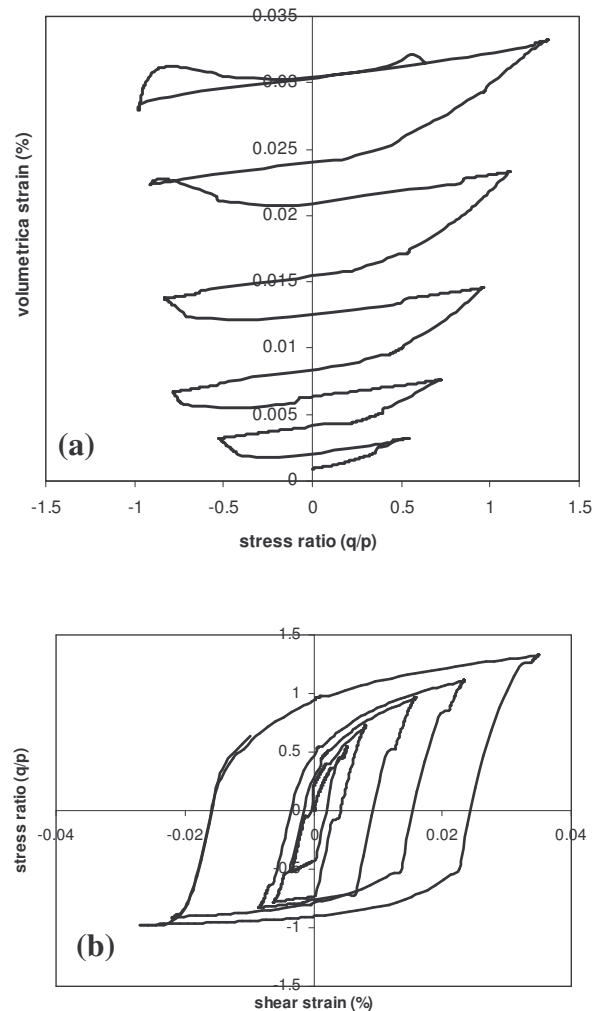 0.035
0.03
0.025
0.02
0.015
0.01
0.005
0
volumetrica strain (%)
(a)
-1.5 -1 -0.5 0 0.5 1 1.5
stress ratio (q/p)
1.5
1
0.5
0
-0.5
-1
-1.5
stress ratio (q/p)
-0.04 -0.02 0 0.02 0.04
(b)
shear strain (%)